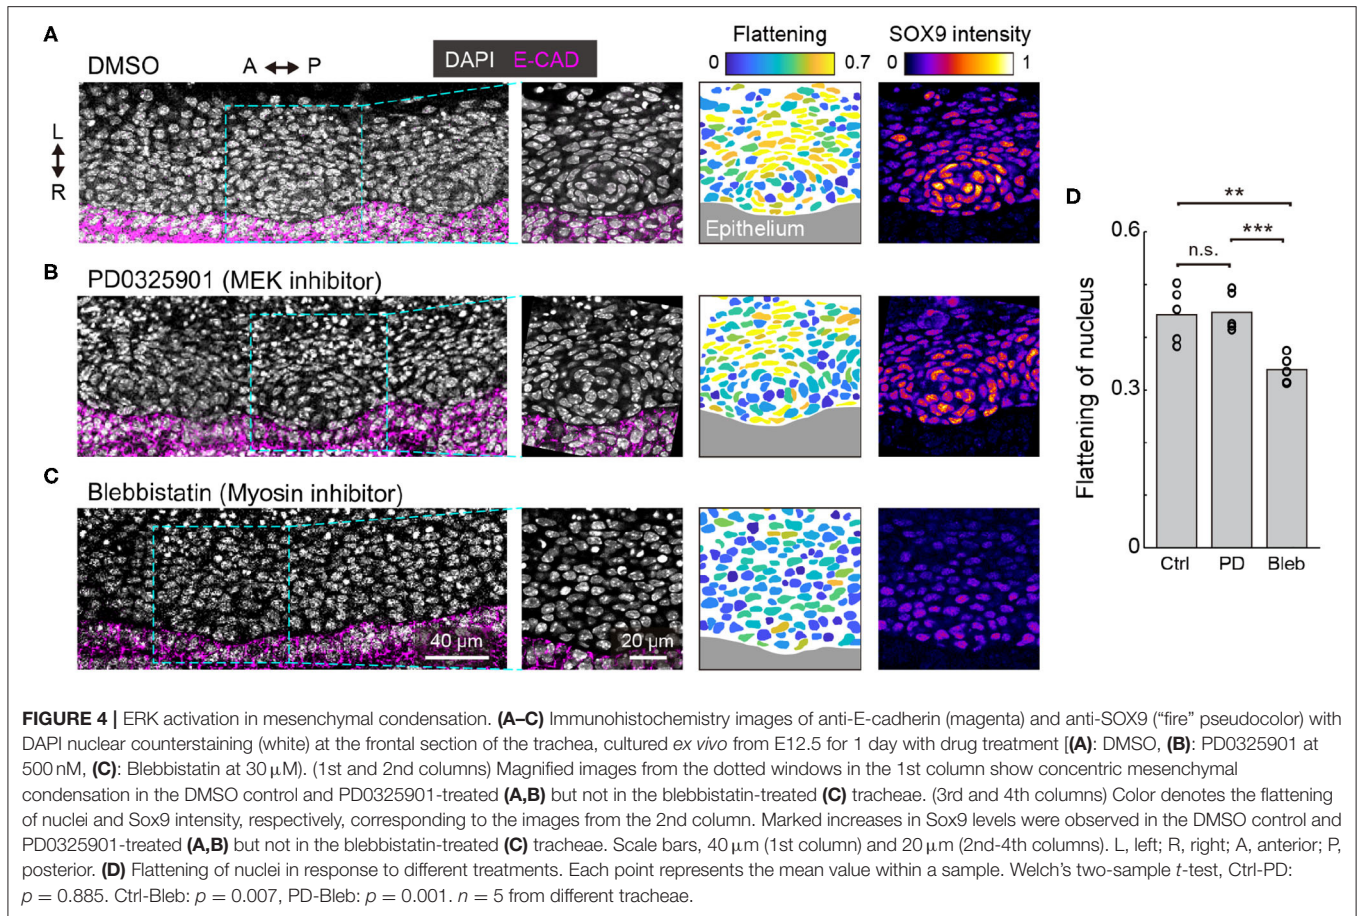 A
DMSO
A P
DAPI E-CAD
Flattening
0 0.7
SOX9 intensity
0 1
L
R
Epithelium
B
PD0325901 (MEK inhibitor)
C
Blebbistatin (Myosin inhibitor)
40 µm
20 µm
D
**
***
n.s.
0.6
0.3
0
Flattening of nucleus
Ctrl PD Bleb
FIGURE 4 | ERK activation in mesenchymal condensation. (A–C) Immunohistochemistry images of anti-E-cadherin (magenta) and anti-SOX9 (“fire” pseudocolor) with
DAPI nuclear counterstaining (white) at the frontal section of the trachea, cultured ex vivo from E12.5 for 1 day with drug treatment [(A): DMSO, (B): PD0325901 at
500 nM, (C): Blebbistatin at 30 µM). (1st and 2nd columns) Magnified images from the dotted windows in the 1st column show concentric mesenchymal
condensation in the DMSO control and PD0325901-treated (A,B) but not in the blebbistatin-treated (C) tracheae. (3rd and 4th columns) Color denotes the flattening
of nuclei and Sox9 intensity, respectively, corresponding to the images from the 2nd column. Marked increases in Sox9 levels were observed in the DMSO control and
PD0325901-treated (A,B) but not in the blebbistatin-treated (C) tracheae. Scale bars, 40 µm (1st column) and 20 µm (2nd-4th columns). L, left; R, right; A, anterior; P,
posterior. (D) Flattening of nuclei in response to different treatments. Each point represents the mean value within a sample. Welch’s two-sample t-test, Ctrl-PD:
p = 0.885. Ctrl-Bleb: p = 0.007, PD-Bleb: p = 0.001. n = 5 from different tracheae.